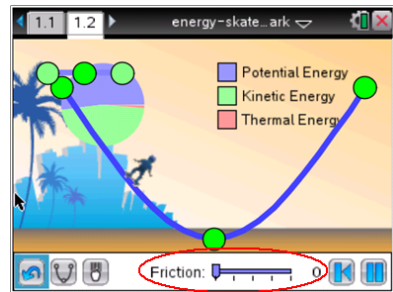 1.1 1.2 energy-skate…ark
Potential Energy
Kinetic Energy
Thermal Energy
Friction: 0